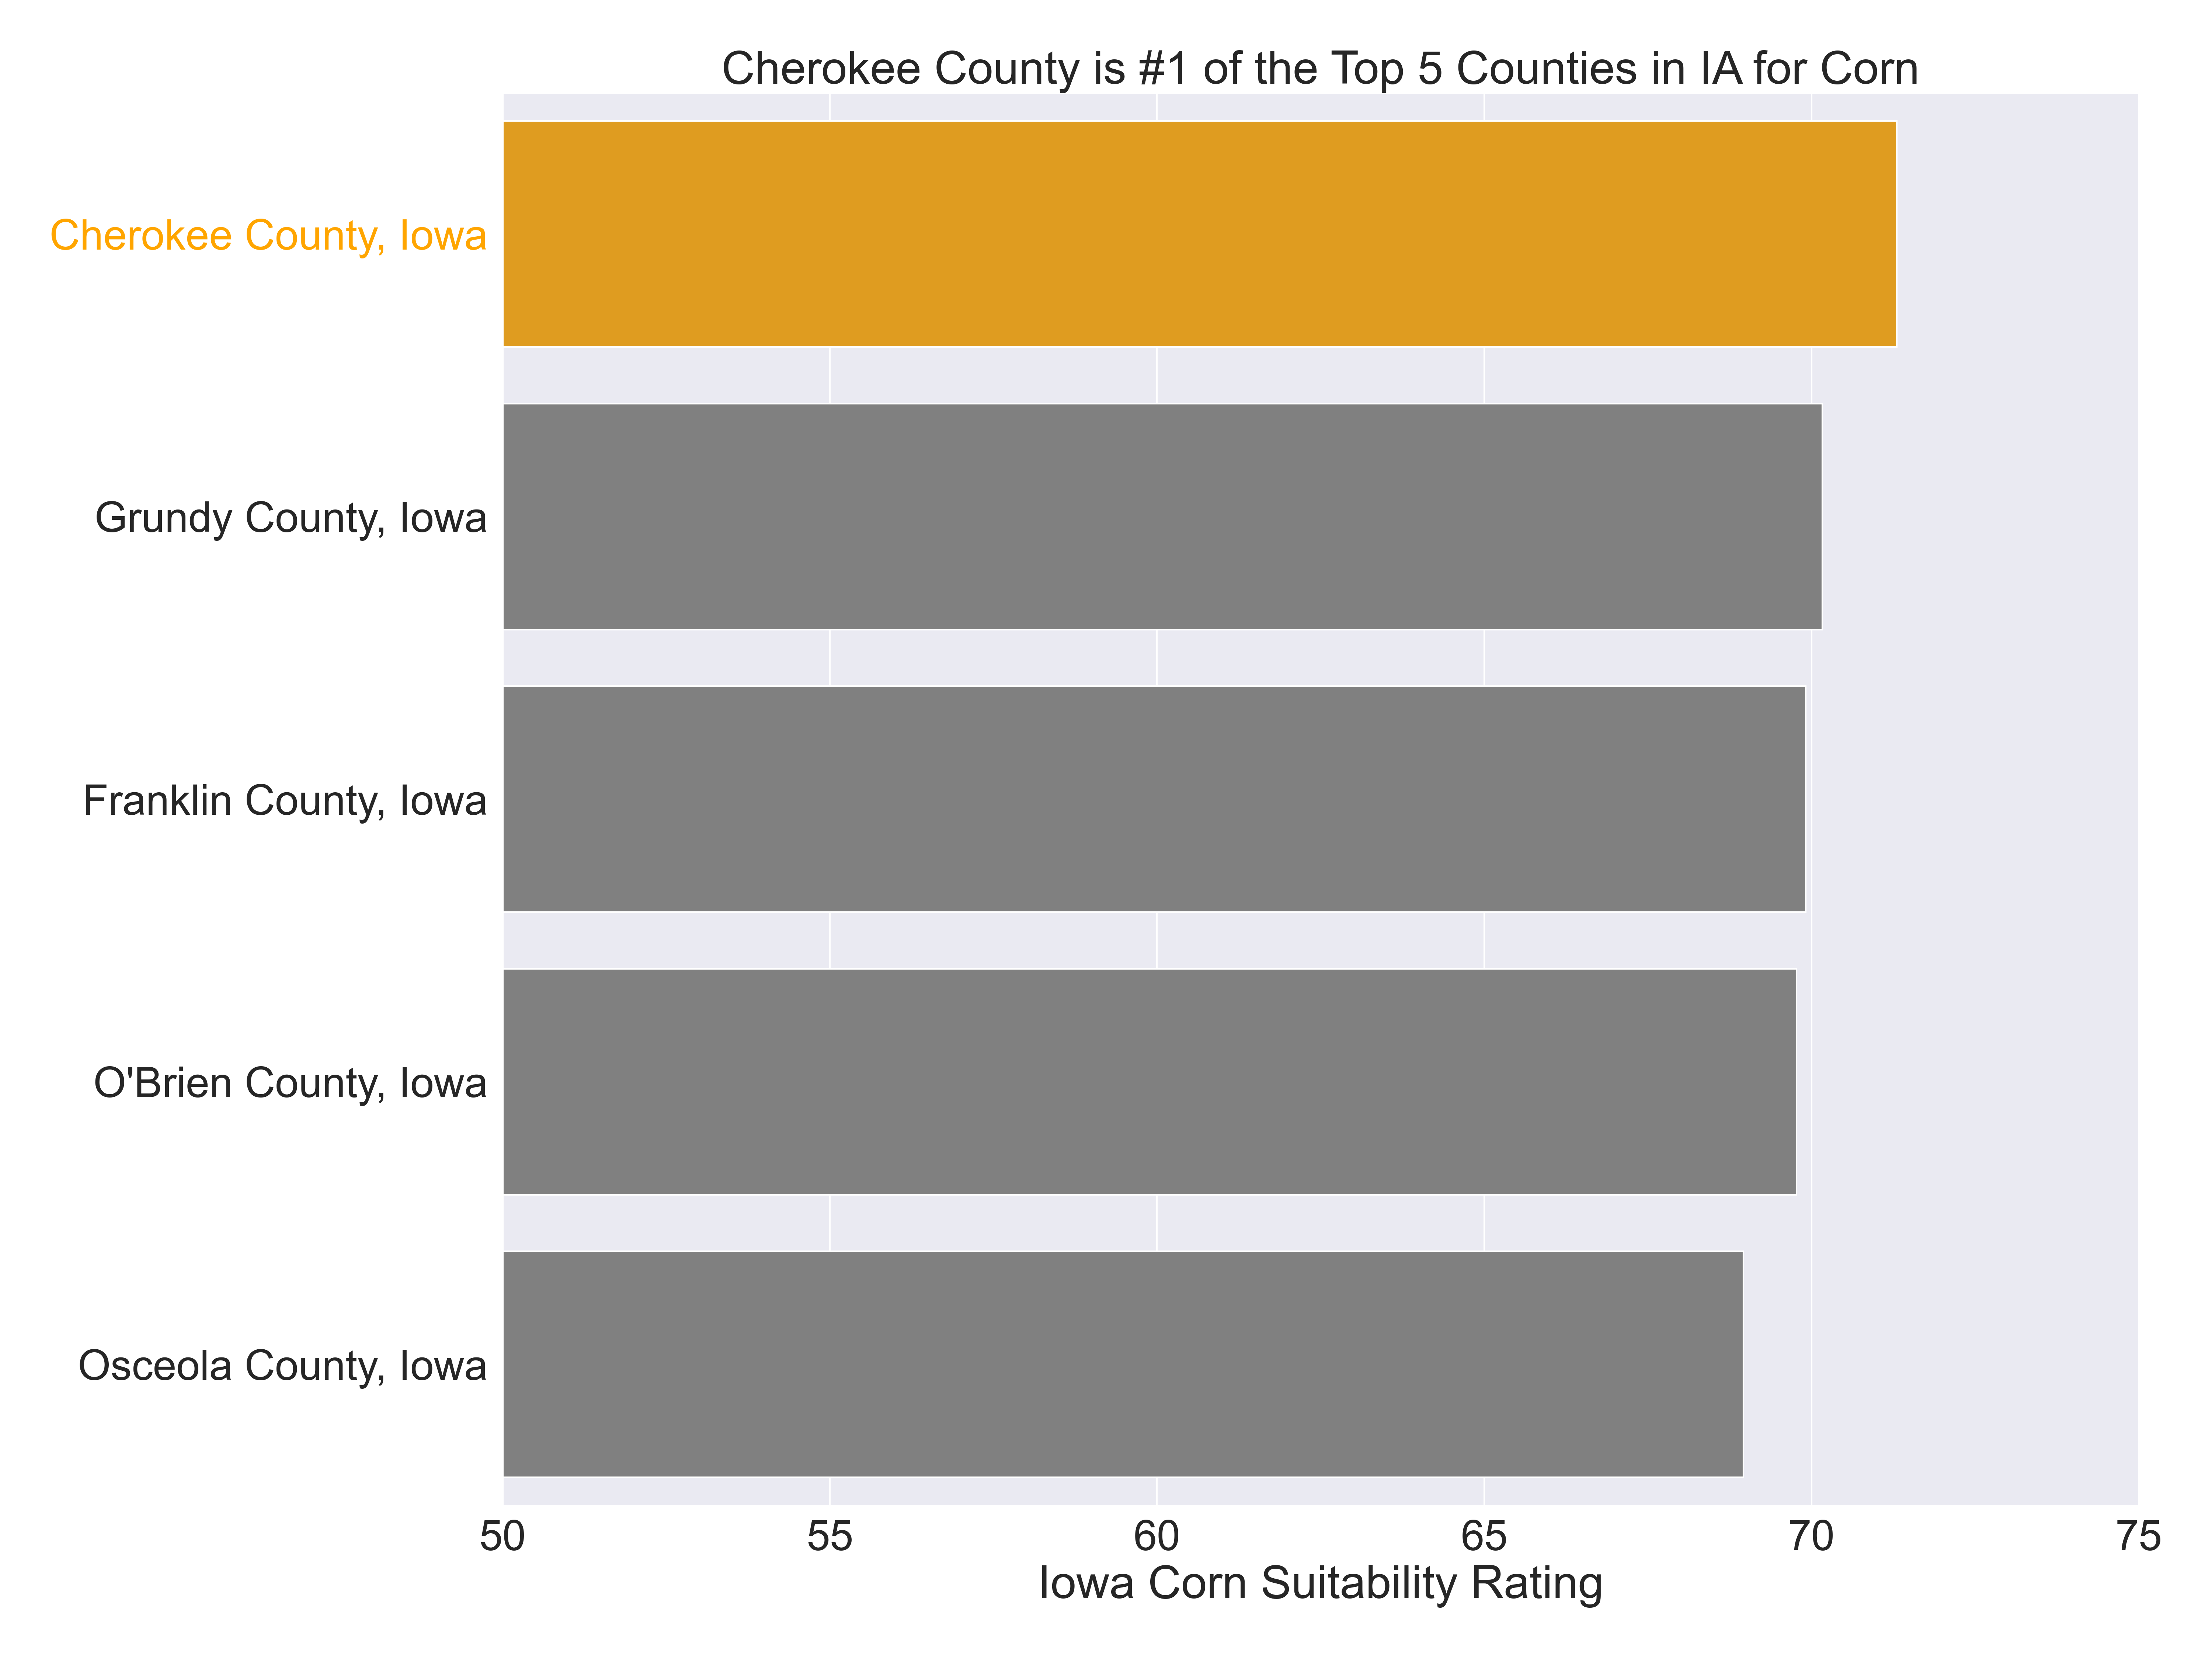 Cherokee County is #1 of the Top 5 Counties in IA for Corn
Cherokee County, Iowa
Grundy County, Iowa
Franklin County, Iowa
O'Brien County, Iowa
Osceola County, Iowa
50 55 60 65 70 75
Iowa Corn Suitability Rating